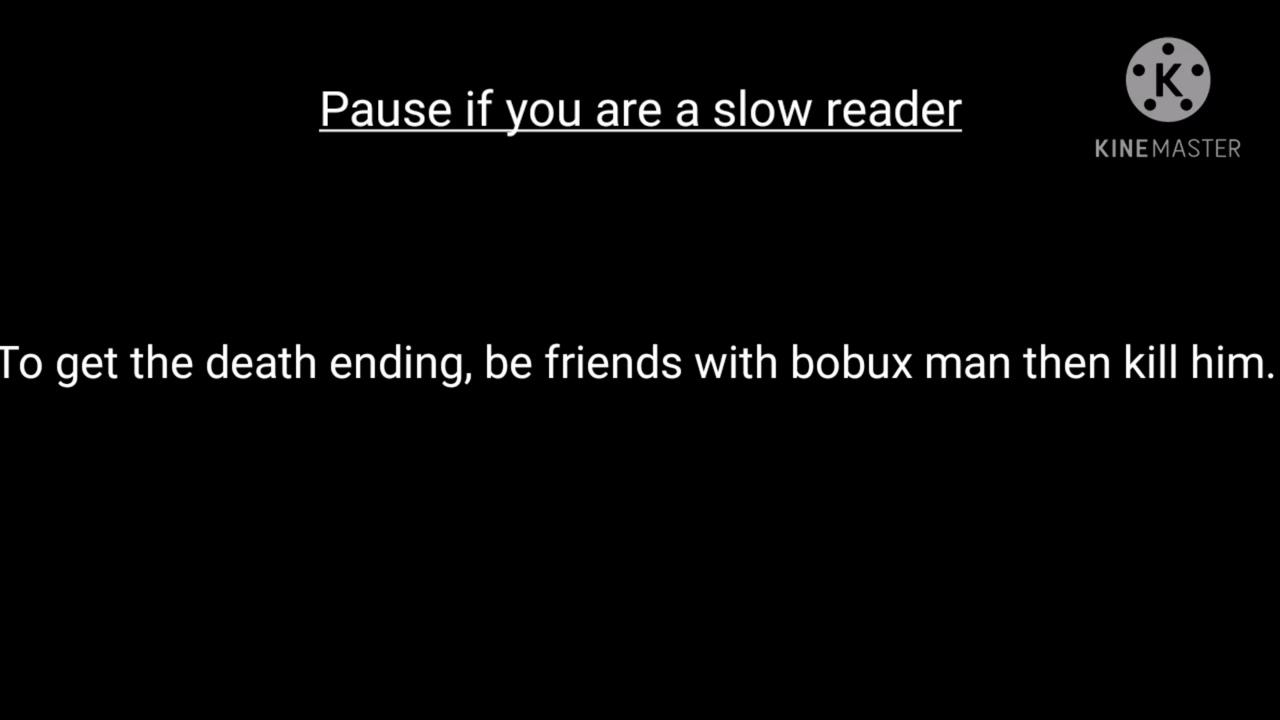 Pause if you are a slow reader
K
KINEMASTER
To get the death ending, be friends with bobux man then kill him.